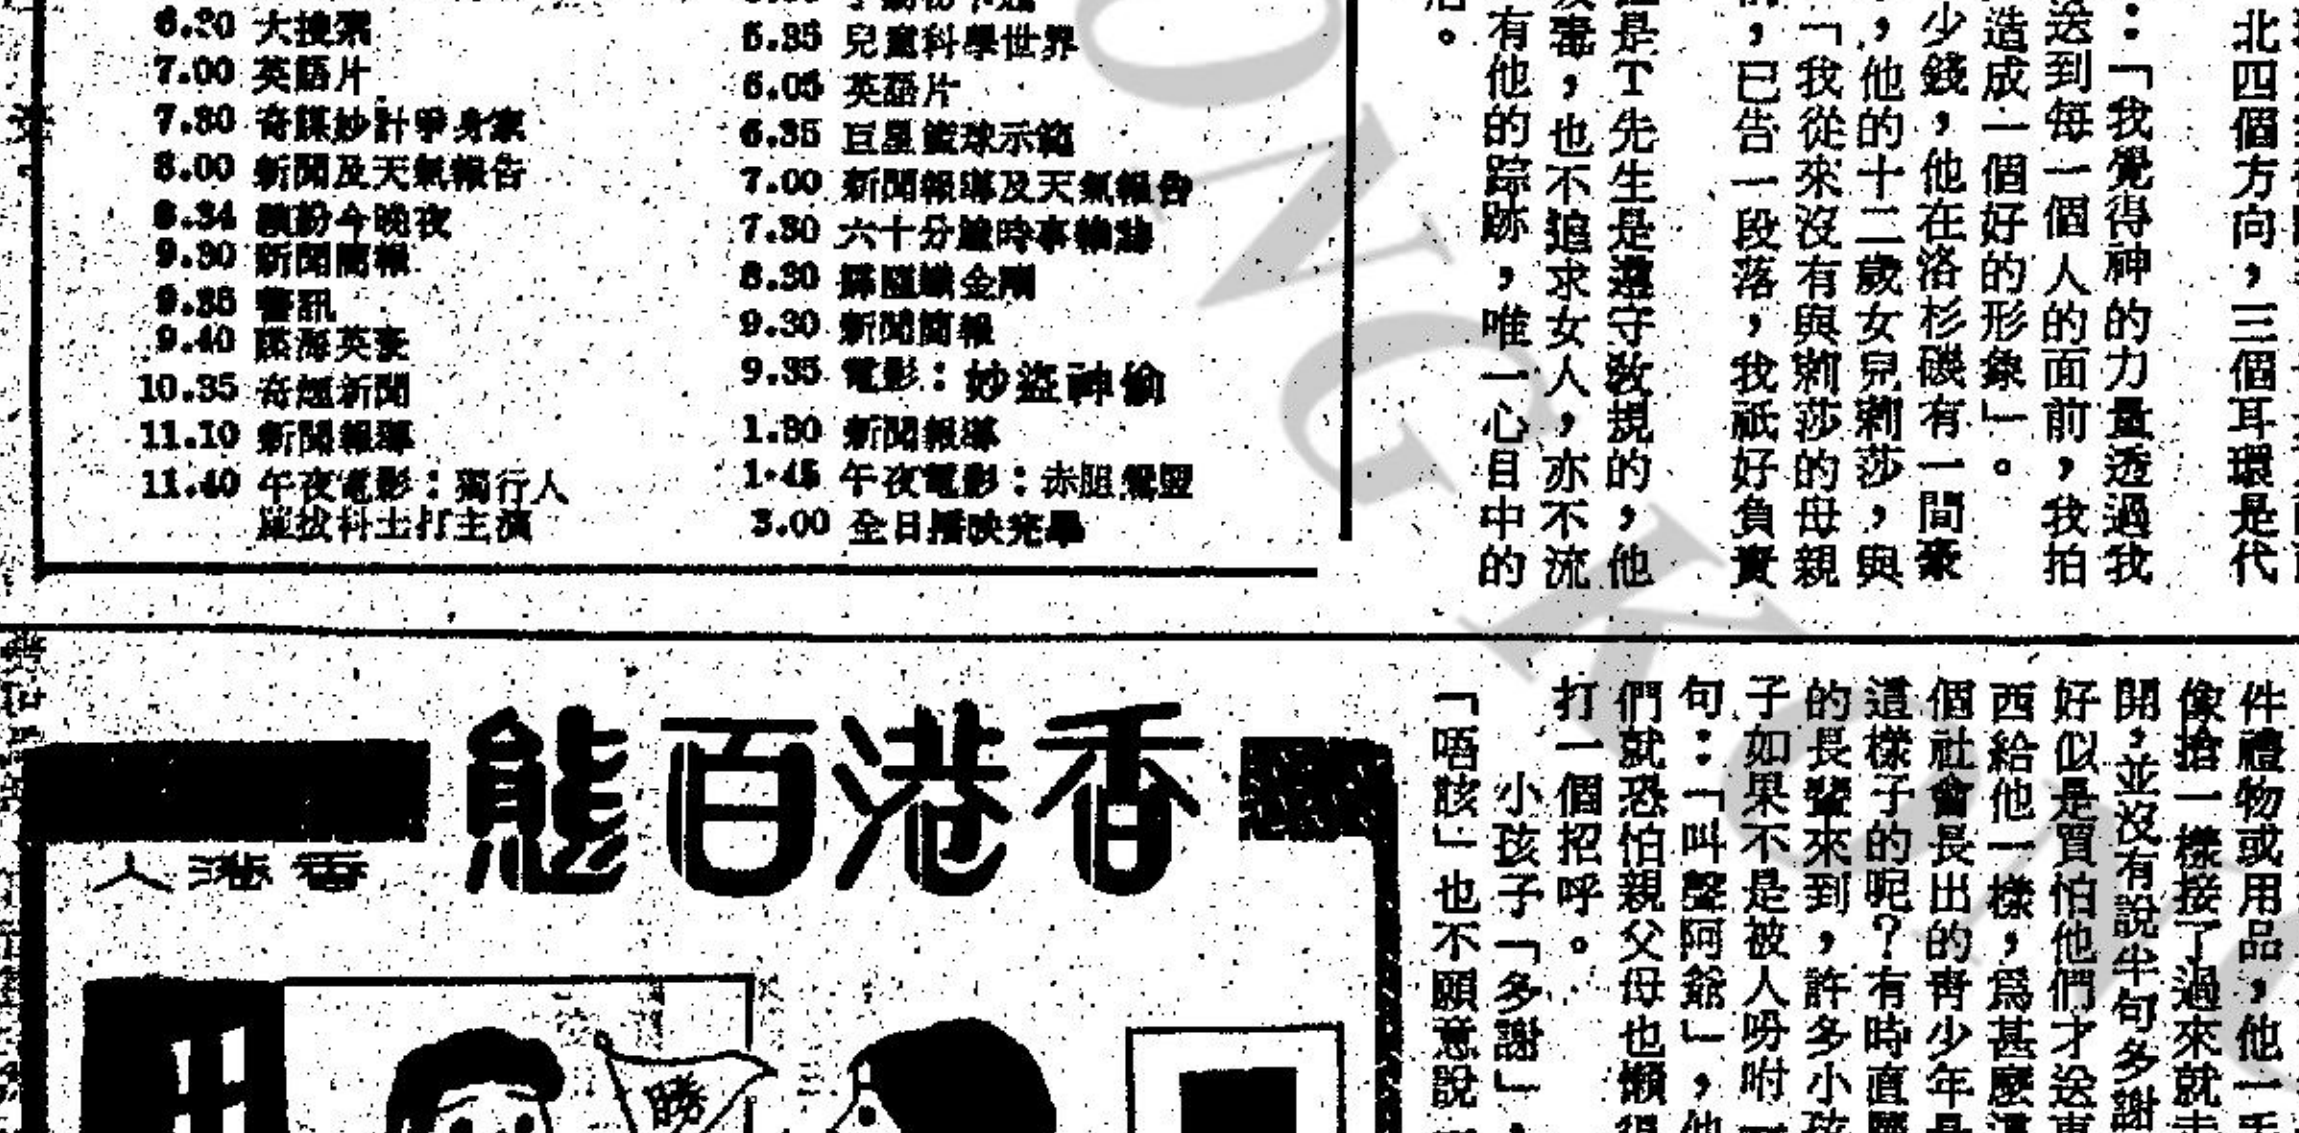 7.00 英語片
7.30 奇謀妙計爭身家
8.00 新聞及天氣報告
8.34 繽紛今晚夜
9.30 新聞簡報
9.35 警訊
9.40 諜海英豪
10.35 奇趣新聞
11.10 新聞報導
11.40 午夜電影：獨行人
科士打主演
5.35 兒童科學世界
6.05 英語片
6.35 巨星籃球示範
7.00 新聞報導及天氣報告
7.30 六十分鐘時事雜誌
8.30 鐵金剛
9.30 新聞簡報
9.35 電影：妙盜神偷
1.30 新聞報導
1.45 午夜電影：赤胆鴛盟
3.00 全日播映完畢
北四個方向，三個耳環是代
：「我覺得神的力量透過我
送到每一個人的面前，我拍
造成一個好的形象」。
少錢，他在洛杉磯有一間豪
，他的十二歲女兒莉莎，與
「我從來沒有與莉莎的母親
，已告一段落，我祇好負責
是T先生是遵守教規的，他
毒，也不追求女人，亦不流
有他的踪跡，唯一心目中的
。
香港百態
香港人
勝
件禮物或用品，他一手
像搶一樣接了過來就走
開，並沒有說半句多謝
好似是買怕他們才送東
西給他一樣，爲甚麼這
個社會長出的青少年是
這樣子的呢？有時直屬
的長輩來到，許多小孩
子如果不是被人吩咐一
句：「叫聲阿爺」，他
們就恐怕親父母也懶得
打一個招呼。
小孩子「多謝」，
「唔該」也不願意說
HONG KONG